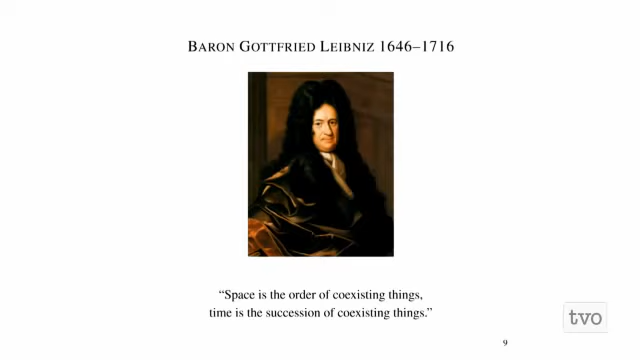 BARON GOTTFRIED LEIBNIZ 1646–1716
“Space is the order of coexisting things,
time is the succession of coexisting things.”
tvo
9